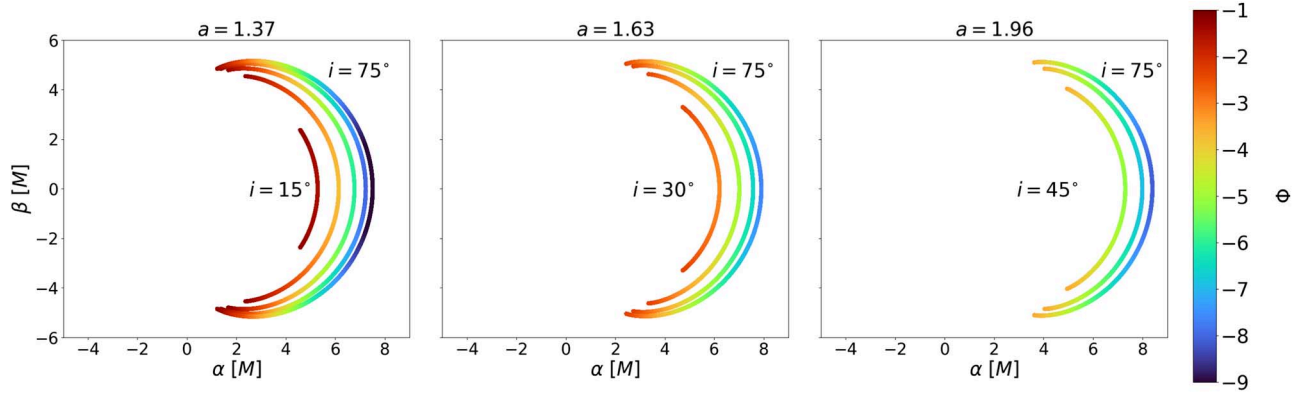 a = 1.37
a = 1.63
a = 1.96
6
4
2
0
−2
−4
−6
β [M]
i = 75°
i = 15°
i = 75°
i = 30°
i = 75°
i = 45°
−4 −2 0 2 4 6 8
α [M]
−4 −2 0 2 4 6 8
α [M]
−4 −2 0 2 4 6 8
α [M]
−1
−2
−3
−4
−5
−6
−7
−8
−9
Φ